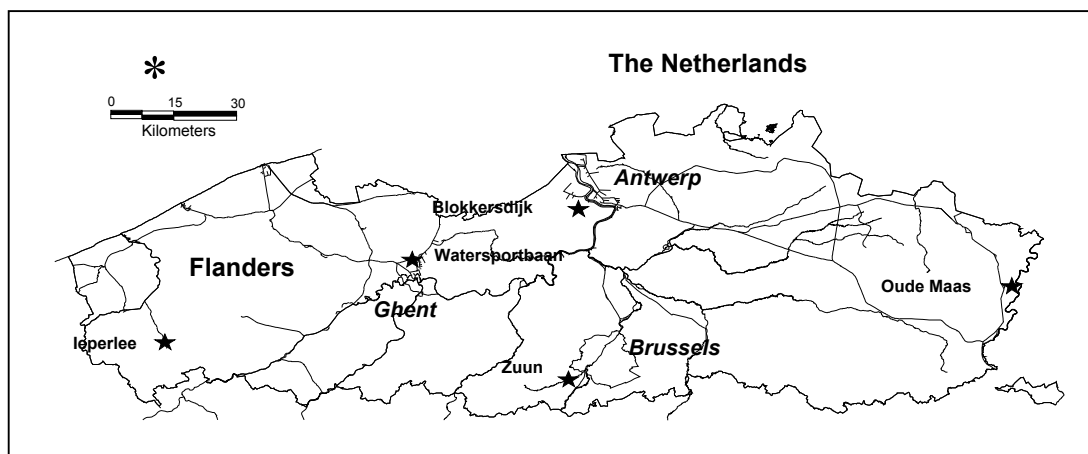 The Netherlands
0 15 30
Kilometers
Antwerp
Blokkersdijk
Watersportbaan
Flanders
Oude Maas
Ghent
Ieperlee
Brussels
Zuun